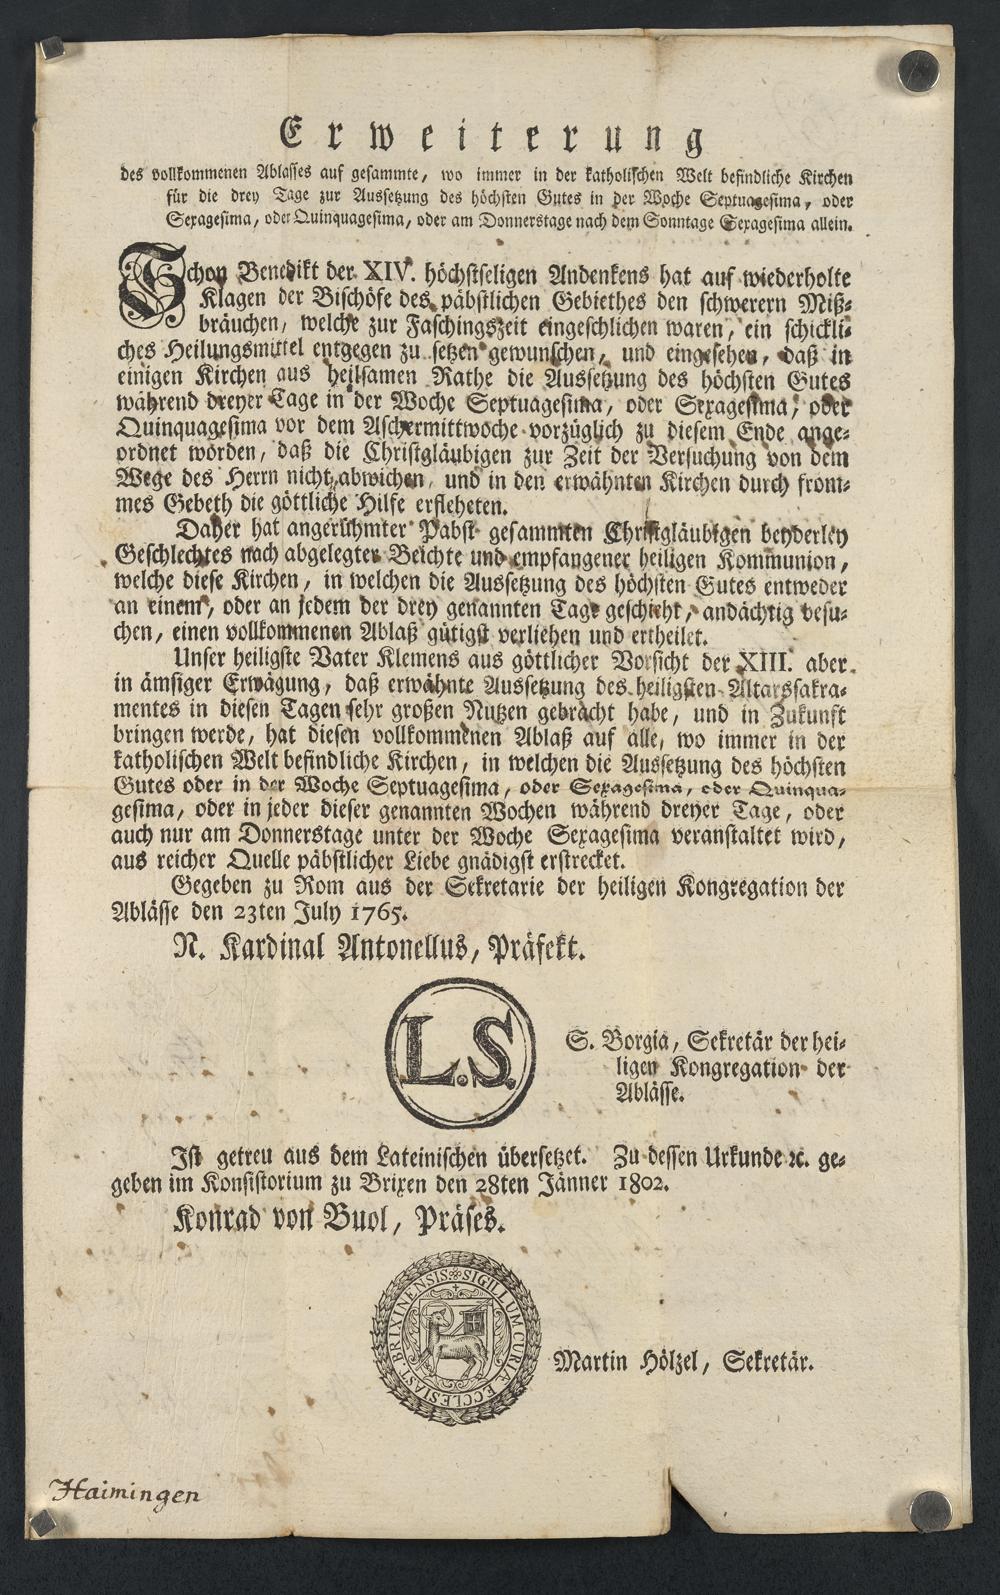 Erweiterung
des vollkommenen Ablasses auf gesammte, wo immer in der katholischen Welt befindliche Kirchen
für die drey Tage zur Aussetzung des höchsten Gutes in der Woche Septuagesima, oder
Sexagesima, oder Quinquagesima, oder am Donnerstage nach dem Sonntage Sexagesima allein.
Schon Benedikt der XIV. höchstseligen Andenkens hat auf wiederholte
Klagen der Bischöfe des päbstlichen Gebiethes den schwerern Miß-
bräuchen, welche zur Faschingszeit eingeschlichen waren, ein schickli-
ches Heilungsmittel entgegen zu setzen gewunschen, und eingesehen, daß in
einigen Kirchen aus heilsamen Rathe die Aussetzung des höchsten Gutes
während dreyer Tage in der Woche Septuagesima, oder Sexagesima, oder
Quinquagesima vor dem Aschermittwoche vorzüglich zu diesem Ende ange-
ordnet worden, daß die Christgläubigen zur Zeit der Versuchung von dem
Wege des Herrn nicht abwichen, und in den erwähnten Kirchen durch from-
mes Gebeth die göttliche Hilfe erfleheten.
Daher hat angerühmter Pabst gesammten Christgläubigen beyderley
Geschlechtes nach abgelegter Beichte und empfangener heiligen Kommunion,
welche diese Kirchen, in welchen die Aussetzung des höchsten Gutes entweder
an einem, oder an jedem der drey genannten Tage geschieht, andächtig besu-
chen, einen vollkommenen Ablaß gütigst verliehen und ertheilet.
Unser heiligste Vater Klemens aus göttlicher Vorsicht der XIII. aber
in ämsiger Erwägung, daß erwähnte Aussetzung des heiligsten Altarssakra-
mentes in diesen Tagen sehr großen Nutzen gebracht habe, und in Zukunft
bringen werde, hat diesen vollkommenen Ablaß auf alle, wo immer in der
katholischen Welt befindliche Kirchen, in welchen die Aussetzung des höchsten
Gutes oder in der Woche Septuagesima, oder Sexagesima, oder Quinqua-
gesima, oder in jeder dieser genannten Wochen während dreyer Tage, oder
auch nur am Donnerstage unter der Woche Sexagesima veranstaltet wird,
aus reicher Quelle päbstlicher Liebe gnädigst erstrecket.
Gegeben zu Rom aus der Sekretarie der heiligen Kongregation der
Ablässe den 23ten July 1765.
N. Kardinal Antonellus, Präfekt.
L.S.
S. Borgia, Sekretär der hei-
ligen Kongregation der
Ablässe.
Ist getreu aus dem Lateinischen übersetzet. Zu dessen Urkunde ꝛc. ge-
geben im Konsistorium zu Brixen den 28ten Jänner 1802.
Konrad von Buol, Präses.
SIGILLUM CURIÆ ECCLESIAST. BRIXINENSIS
Martin Hölzel, Sekretär.
Haimingen